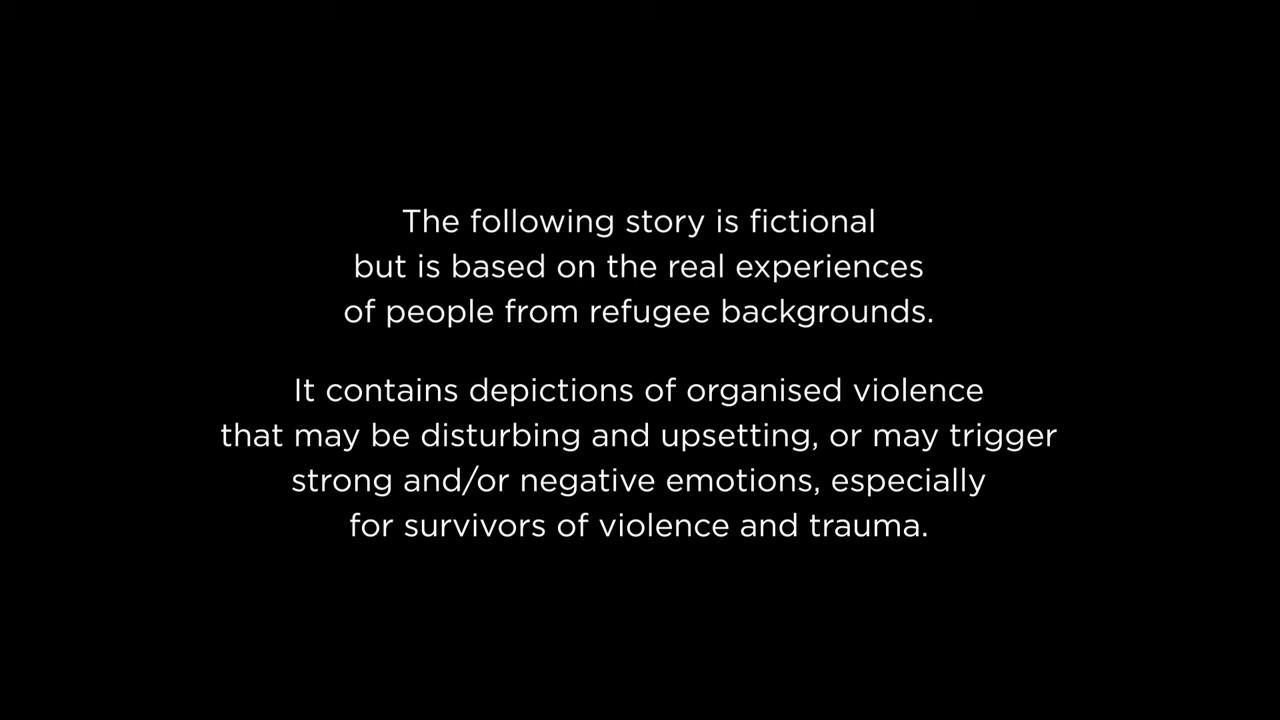 The following story is fictional
but is based on the real experiences
of people from refugee backgrounds.
It contains depictions of organised violence
that may be disturbing and upsetting, or may trigger
strong and/or negative emotions, especially
for survivors of violence and trauma.